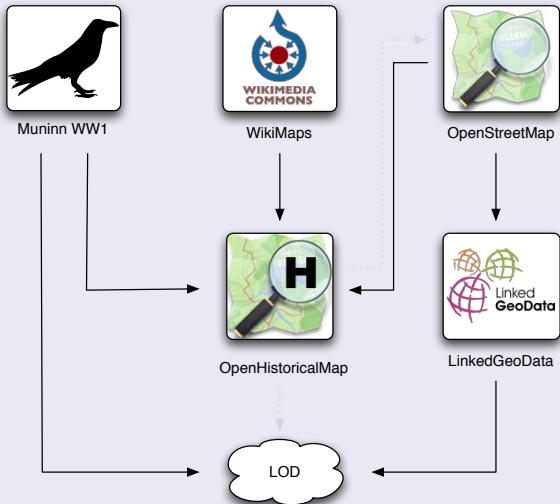 WIKIMEDIA
COMMONS
Muninn WW1
WikiMaps
OpenStreetMap
H
Linked
GeoData
OpenHistoricalMap
LinkedGeoData
LOD